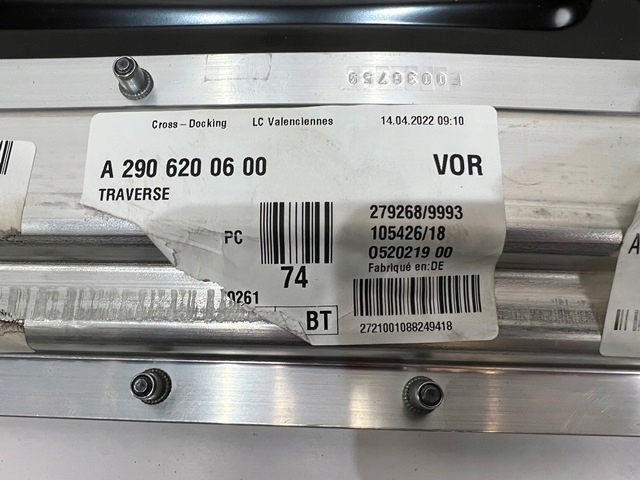 F0036759
Cross - Docking LC Valenciennes 14.04.2022 09:10
A 290 620 06 00 VOR
TRAVERSE
279268/9993
PC 105426/18
0520219 00
Fabriqué en: DE
74
0261
BT
2721001088249418
A